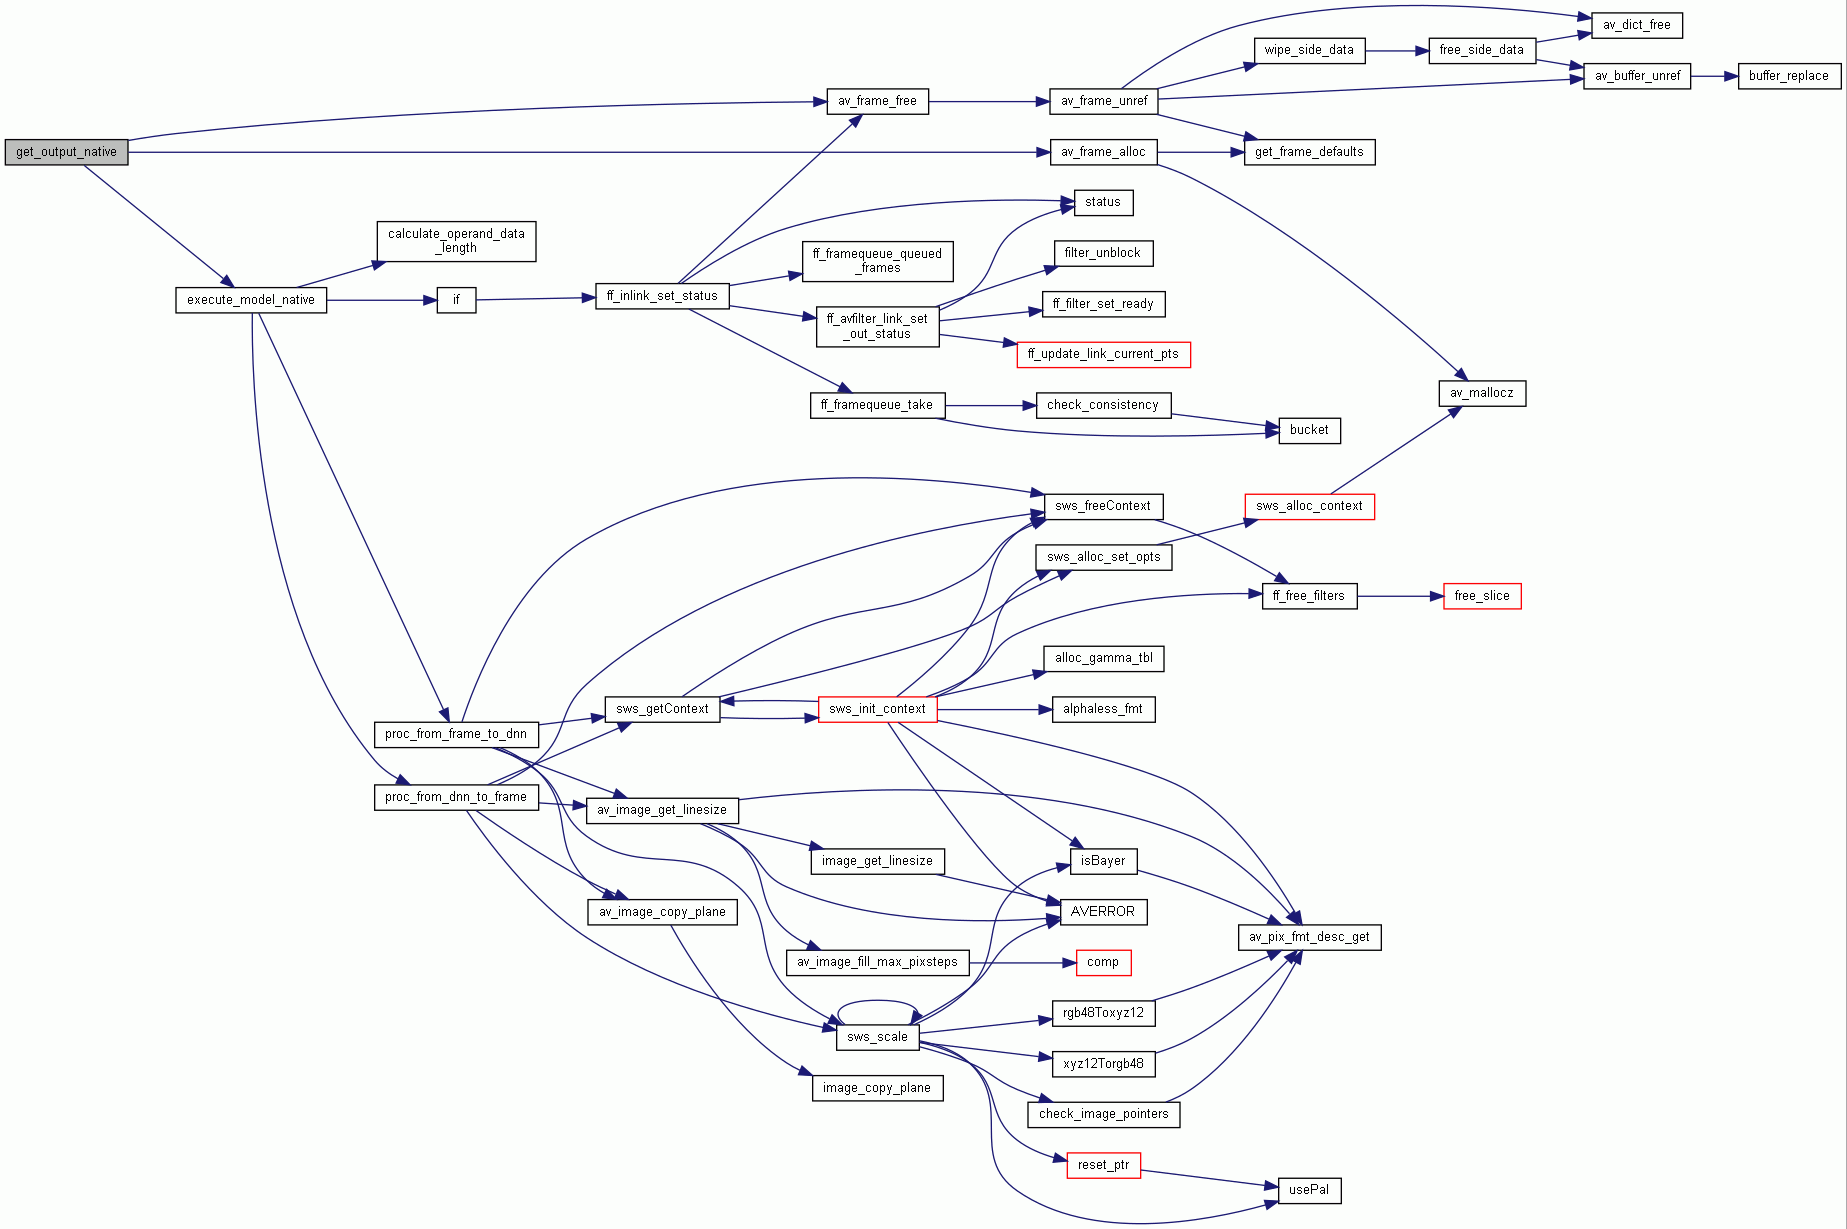 av_dict_free
wipe_side_data
free_side_data
av_buffer_unref
buffer_replace
av_frame_free
av_frame_unref
get_output_native
av_frame_alloc
get_frame_defaults
status
calculate_operand_data
_length
ff_framequeue_queued
_frames
filter_unblock
execute_model_native
if
ff_inlink_set_status
ff_filter_set_ready
ff_avfilter_link_set
_out_status
ff_update_link_current_pts
av_mallocz
ff_framequeue_take
check_consistency
bucket
sws_freeContext
sws_alloc_context
sws_alloc_set_opts
ff_free_filters
free_slice
alloc_gamma_tbl
sws_getContext
sws_init_context
alphaless_fmt
proc_from_frame_to_dnn
proc_from_dnn_to_frame
av_image_get_linesize
image_get_linesize
isBayer
av_image_copy_plane
AVERROR
av_pix_fmt_desc_get
av_image_fill_max_pixsteps
comp
rgb48Toxyz12
sws_scale
xyz12Torgb48
image_copy_plane
check_image_pointers
reset_ptr
usePal